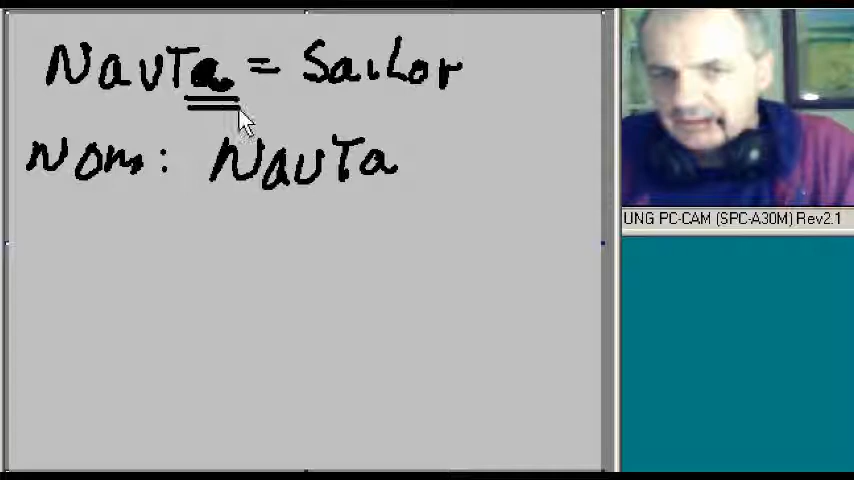 Nauta = Sailor
Nom: Nauta
UNG PC-CAM (SPC-A30M) Rev2.1